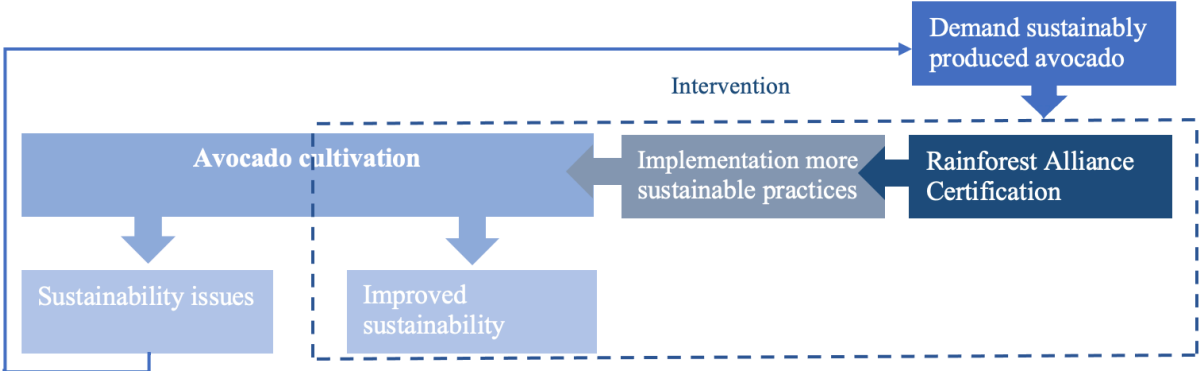 Demand sustainably
produced avocado
Intervention
Avocado cultivation
Implementation more
sustainable practices
Rainforest Alliance
Certification
Sustainability issues
Improved
sustainability